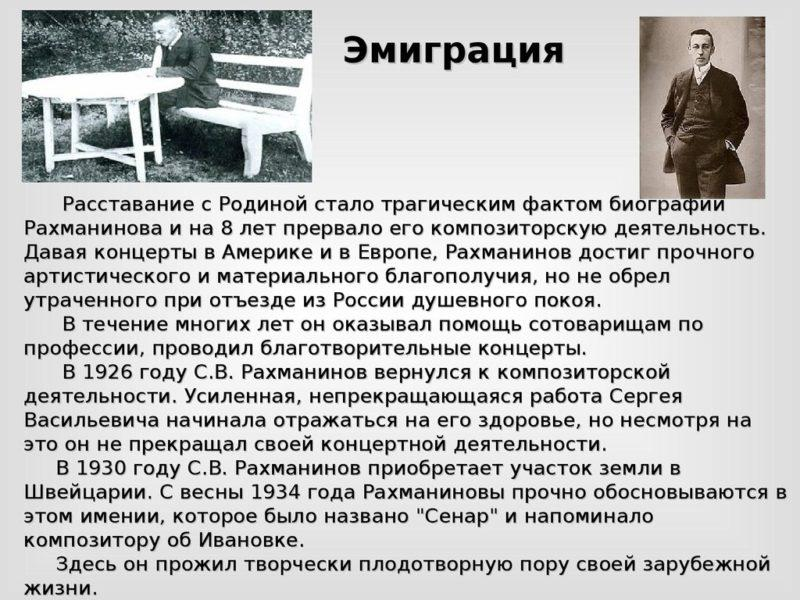 Эмиграция
Расставание с Родиной стало трагическим фактом биографии
Рахманинова и на 8 лет прервало его композиторскую деятельность.
Давая концерты в Америке и в Европе, Рахманинов достиг прочного
артистического и материального благополучия, но не обрел
утраченного при отъезде из России душевного покоя.
В течение многих лет он оказывал помощь сотоварищам по
профессии, проводил благотворительные концерты.
В 1926 году С.В. Рахманинов вернулся к композиторской
деятельности. Усиленная, непрекращающаяся работа Сергея
Васильевича начинала отражаться на его здоровье, но несмотря на
это он не прекращал своей концертной деятельности.
В 1930 году С.В. Рахманинов приобретает участок земли в
Швейцарии. С весны 1934 года Рахманиновы прочно обосновываются в
этом имении, которое было названо "Сенар" и напоминало
композитору об Ивановке.
Здесь он прожил творчески плодотворную пору своей зарубежной
жизни.